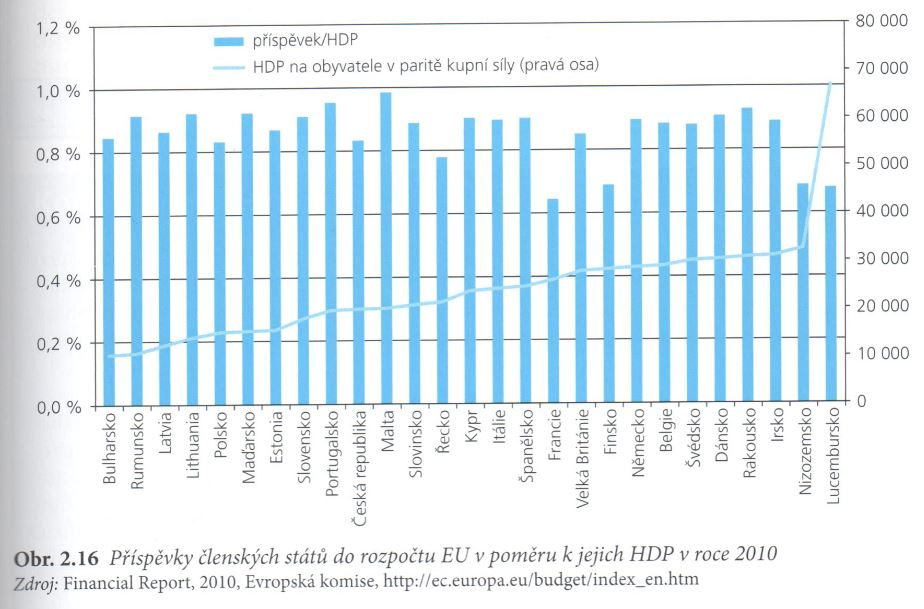 1,2 %
1,0 %
0,8 %
0,6 %
0,4 %
0,2 %
0,0 %
příspěvek/HDP
HDP na obyvatele v paritě kupní síly (pravá osa)
80 000
70 000
60 000
50 000
40 000
30 000
20 000
10 000
0
Bulharsko
Rumunsko
Latvia
Lithuania
Polsko
Maďarsko
Estonia
Slovensko
Portugalsko
Česká republika
Malta
Slovinsko
Řecko
Kypr
Itálie
Španělsko
Francie
Velká Británie
Finsko
Německo
Belgie
Švédsko
Dánsko
Rakousko
Irsko
Nizozemsko
Lucembursko
Obr. 2.16 Příspěvky členských států do rozpočtu EU v poměru k jejich HDP v roce 2010
Zdroj: Financial Report, 2010, Evropská komise, http://ec.europa.eu/budget/index_en.htm